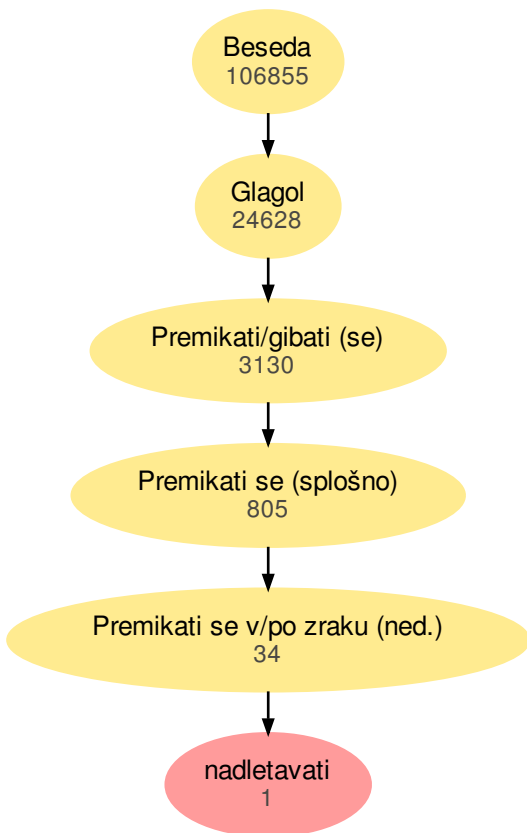 Beseda
106855
Glagol
24628
Premikati/gibati (se)
3130
Premikati se (splošno)
805
Premikati se v/po zraku (ned.)
34
nadletavati
1